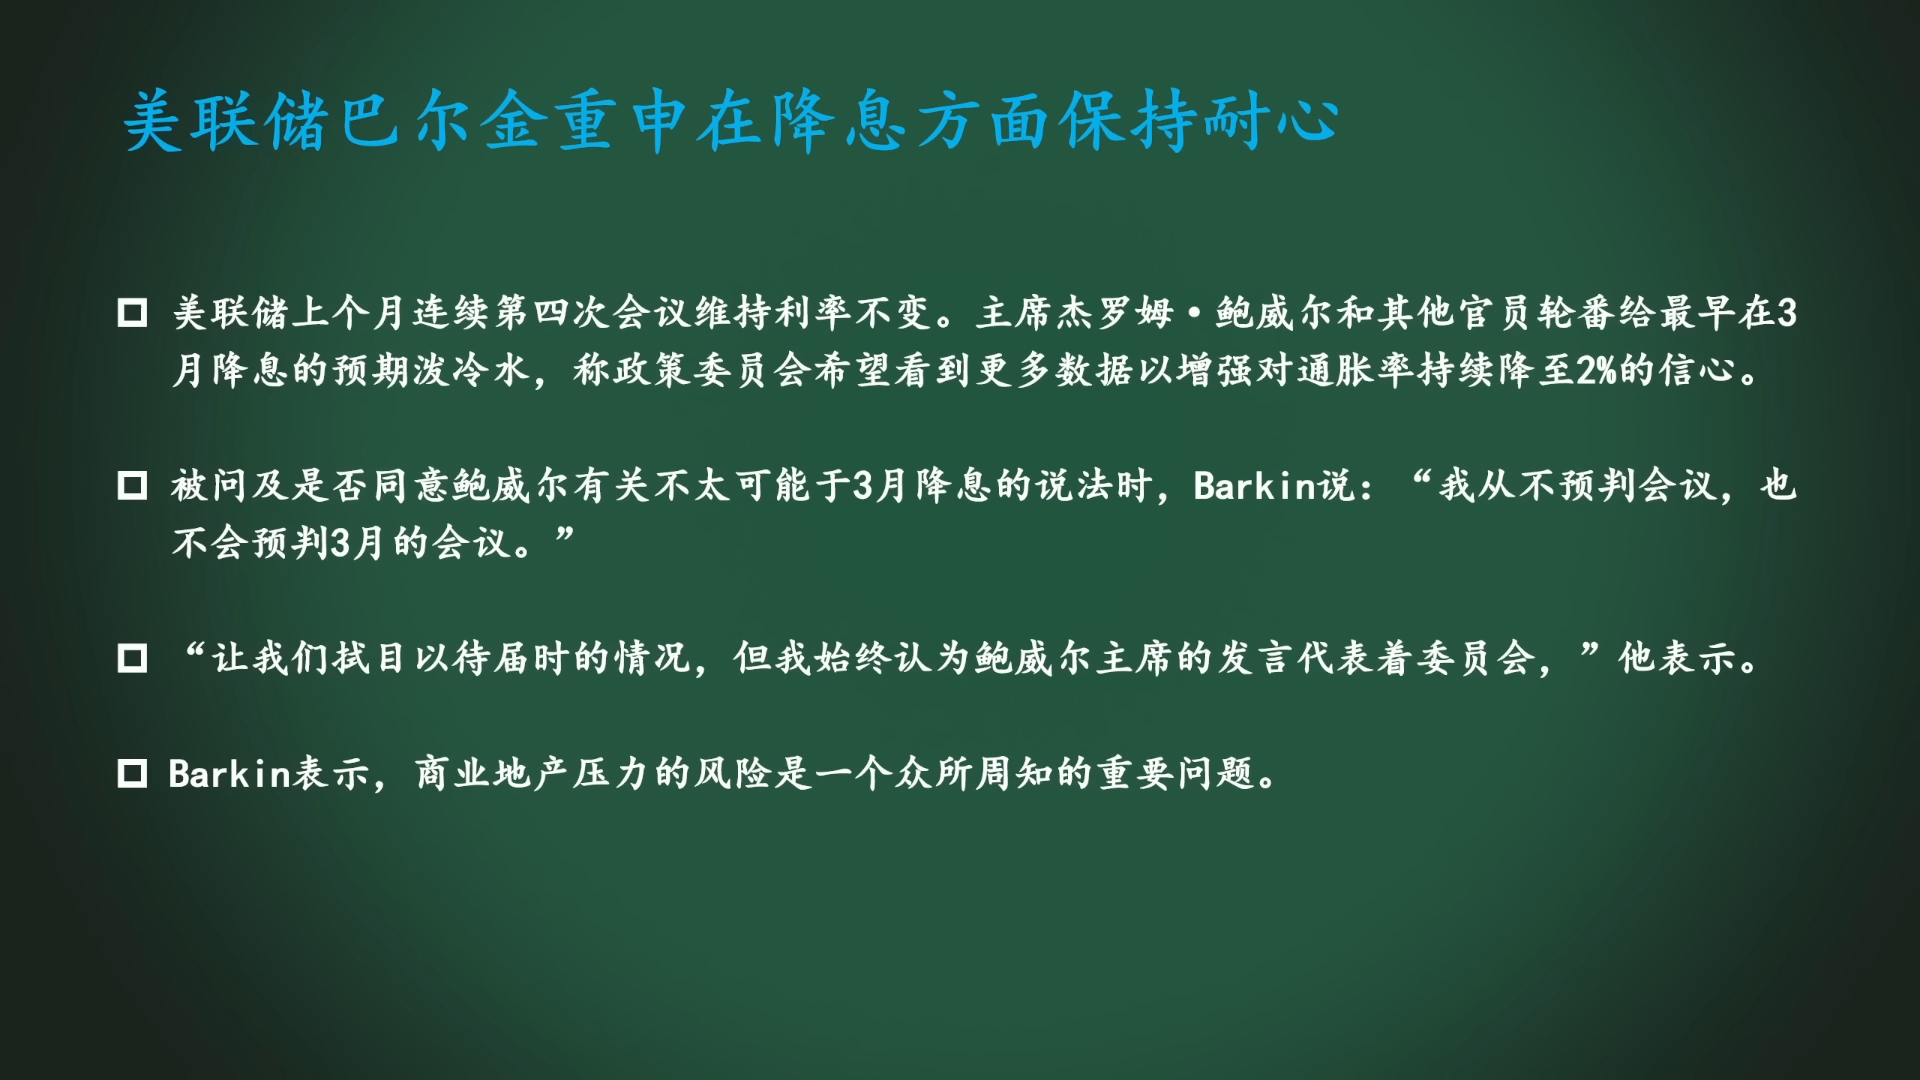 美联储巴尔金重申在降息方面保持耐心
美联储上个月连续第四次会议维持利率不变。主席杰罗姆·鲍威尔和其他官员轮番给最早在3
月降息的预期泼冷水，称政策委员会希望看到更多数据以增强对通胀率持续降至2%的信心。
被问及是否同意鲍威尔有关不太可能于3月降息的说法时，Barkin说：“我从不预判会议，也
不会预判3月的会议。”
“让我们拭目以待届时的情况，但我始终认为鲍威尔主席的发言代表着委员会，”他表示。
Barkin表示，商业地产压力的风险是一个众所周知的重要问题。